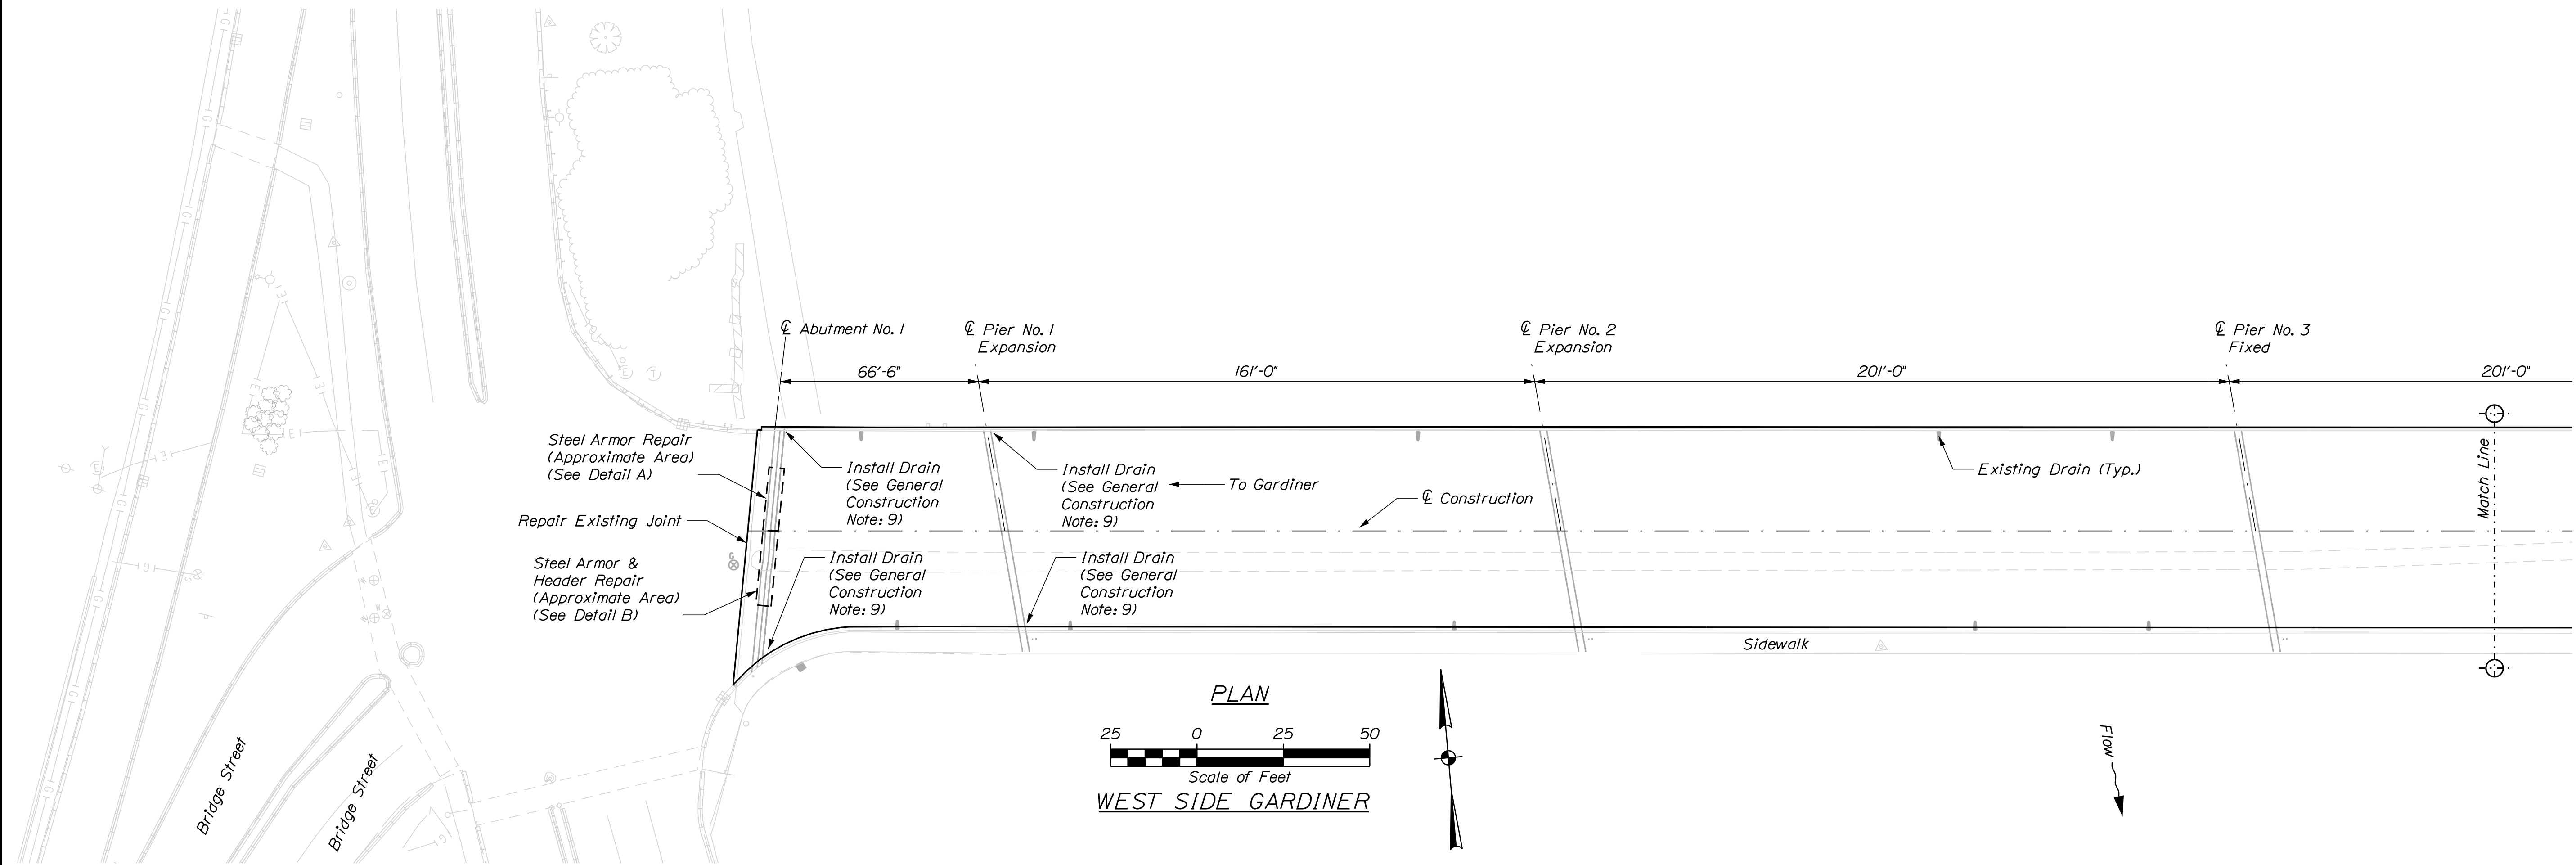 ℄ Abutment No. 1
℄ Pier No. 1
Expansion
℄ Pier No. 2
Expansion
℄ Pier No. 3
Fixed
66'-6"
161'-0"
201'-0"
201'-0"
Steel Armor Repair
(Approximate Area)
(See Detail A)
Repair Existing Joint
Steel Armor &
Header Repair
(Approximate Area)
(See Detail B)
Install Drain
(See General
Construction
Note: 9)
Install Drain
(See General
Construction
Note: 9)
To Gardiner
℄ Construction
Existing Drain (Typ.)
Match Line
Install Drain
(See General
Construction
Note: 9)
Install Drain
(See General
Construction
Note: 9)
Sidewalk
Bridge Street
Bridge Street
PLAN
25 0 25 50
Scale of Feet
WEST SIDE GARDINER
Flow